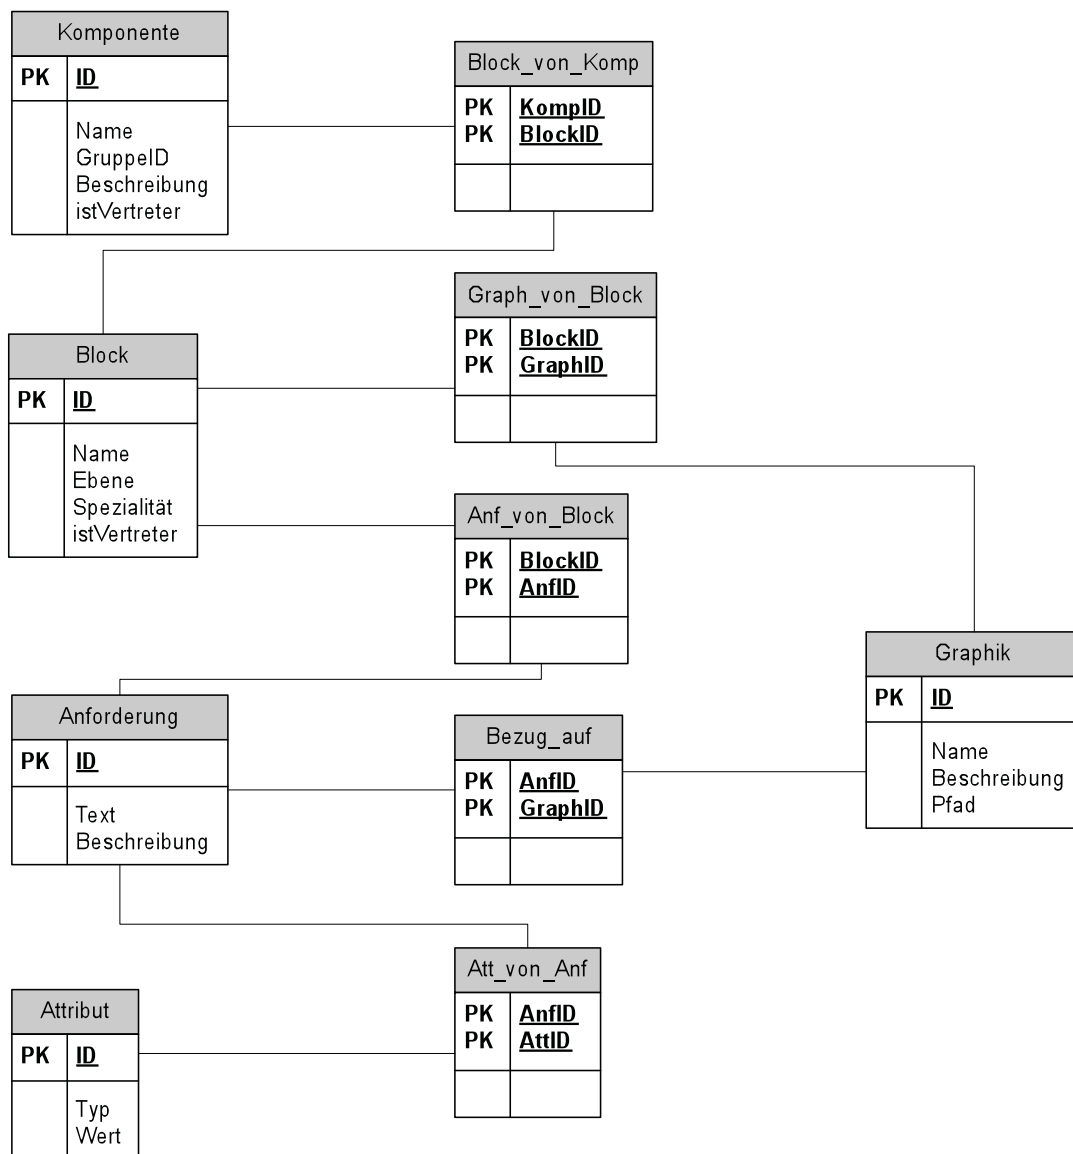 Komponente
PK ID
Name
GruppeID
Beschreibung
istVertreter
Block_von_Komp
PK KompID
PK BlockID
Graph_von_Block
PK BlockID
PK GraphID
Block
PK ID
Name
Ebene
Spezialität
istVertreter
Anf_von_Block
PK BlockID
PK AnfID
Graphik
PK ID
Name
Beschreibung
Pfad
Anforderung
PK ID
Text
Beschreibung
Bezug_auf
PK AnfID
PK GraphID
Att_von_Anf
PK AnfID
PK AttID
Attribut
PK ID
Typ
Wert